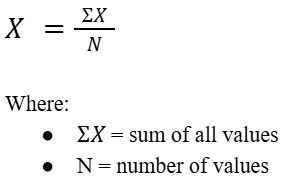 X = ΣX / N
Where:
● ΣX = sum of all values
● N = number of values